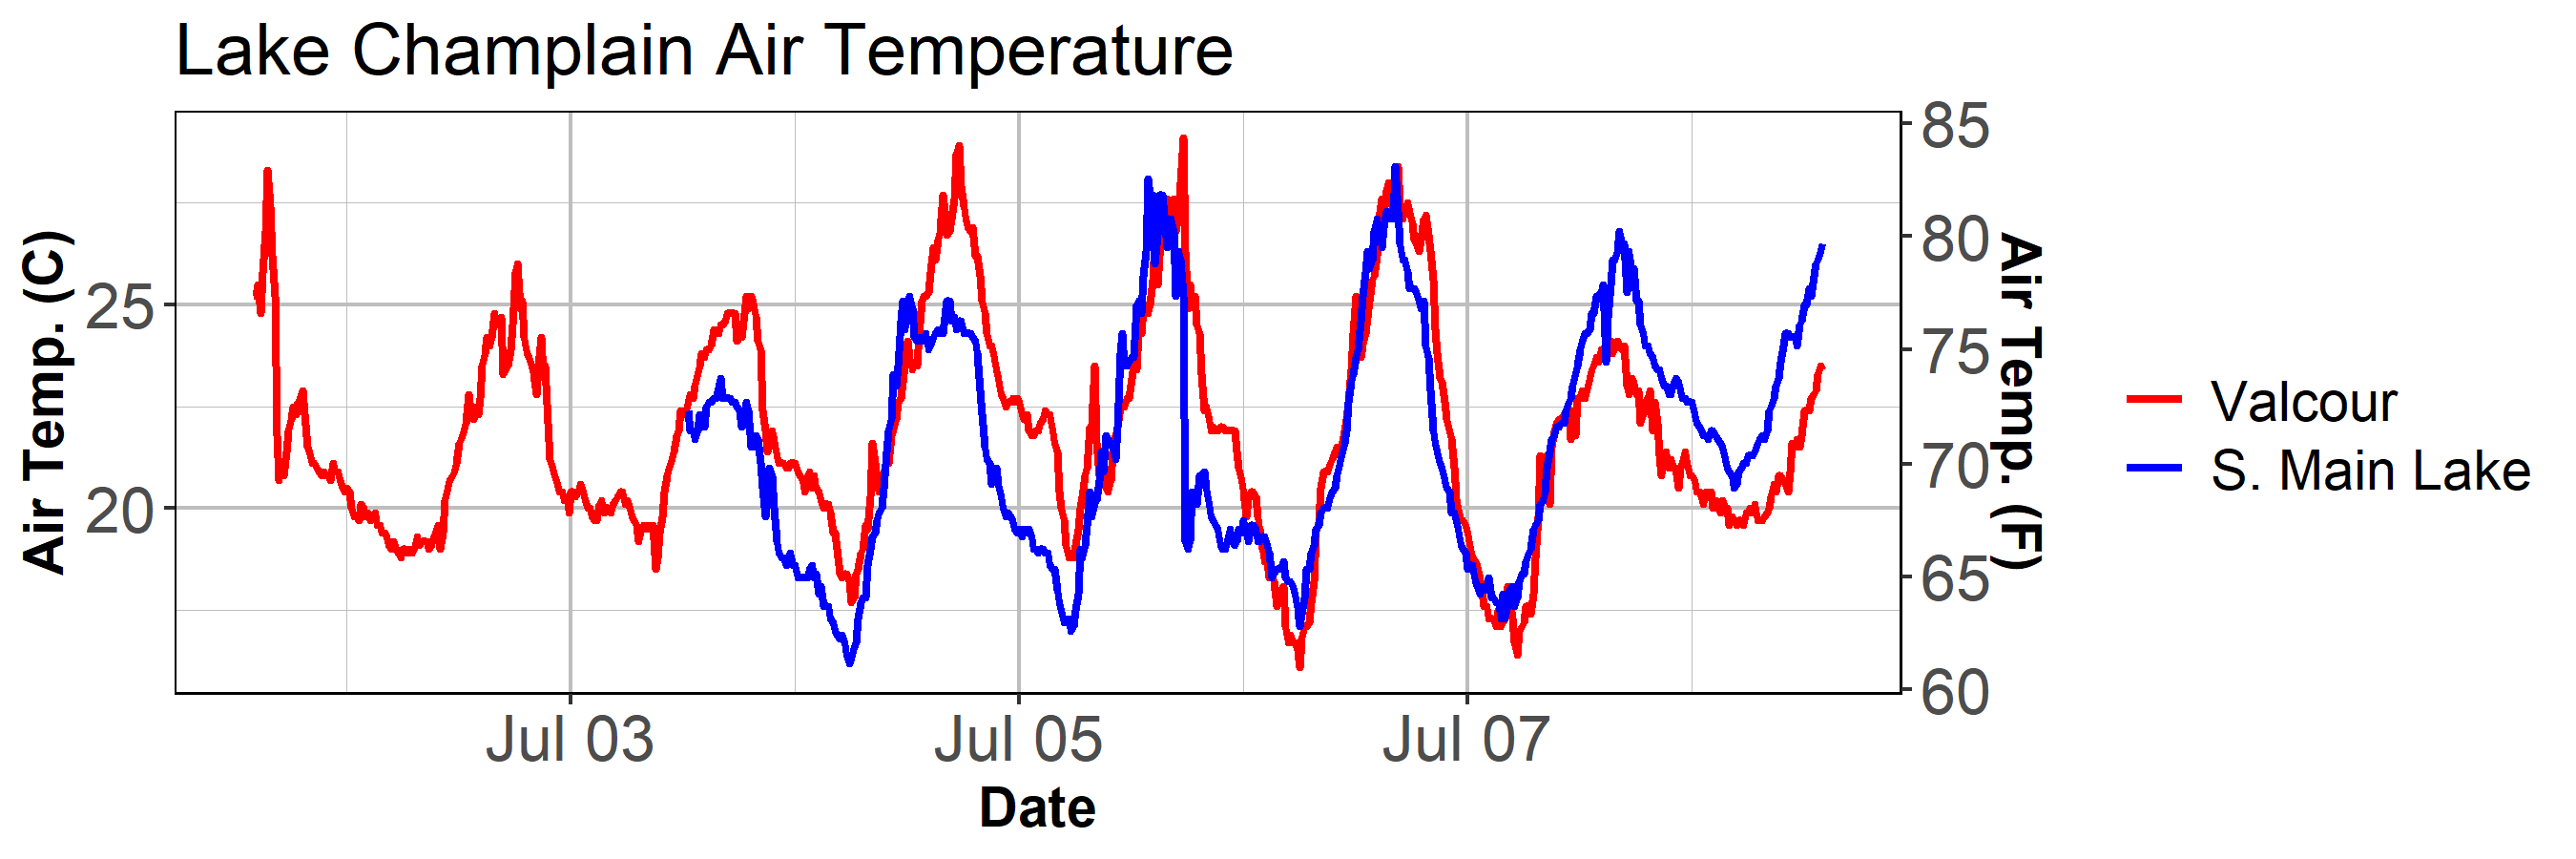 Lake Champlain Air Temperature
Air Temp. (C)
25
20
85
80
75
70
65
60
Air Temp. (F)
Jul 03
Jul 05
Jul 07
Date
Valcour
S. Main Lake